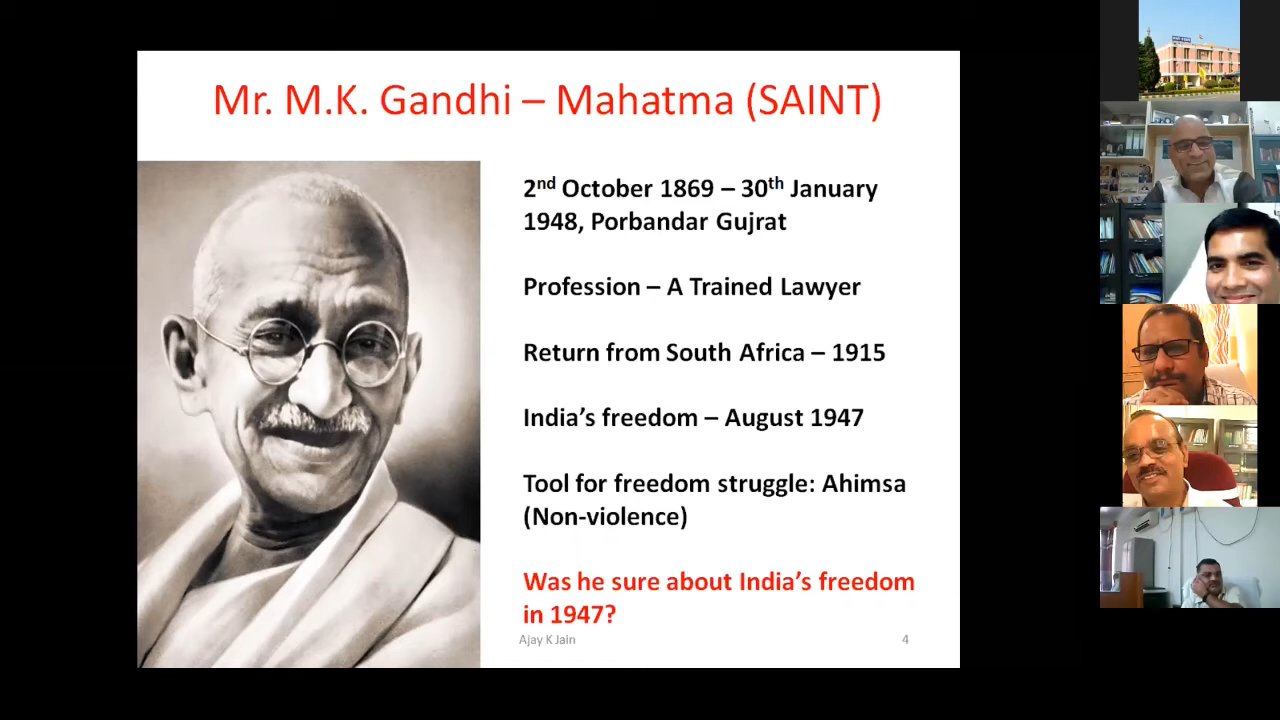 Mr. M.K. Gandhi – Mahatma (SAINT)
2nd October 1869 – 30th January
1948, Porbandar Gujrat
Profession – A Trained Lawyer
Return from South Africa – 1915
India's freedom – August 1947
Tool for freedom struggle: Ahimsa
(Non-violence)
Was he sure about India's freedom
in 1947?
Ajay K Jain
4